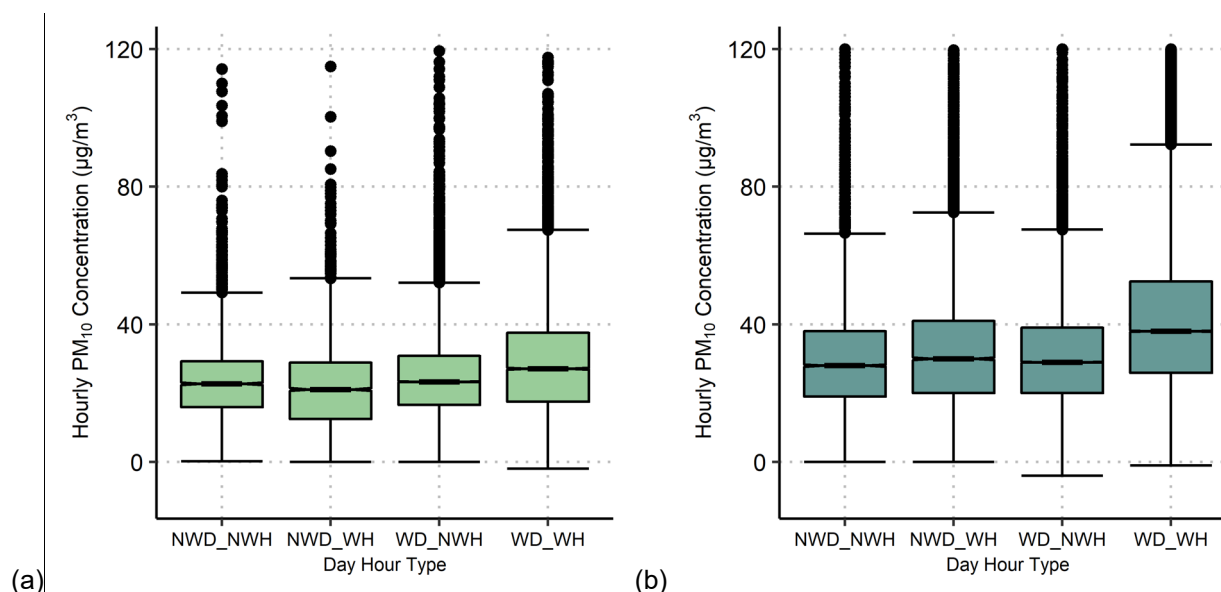 Hourly PM₁₀ Concentration (µg/m³)
120
80
40
0
NWD_NWH NWD_WH WD_NWH WD_WH
Day Hour Type
(a)
Hourly PM₁₀ Concentration (µg/m³)
120
80
40
0
NWD_NWH NWD_WH WD_NWH WD_WH
Day Hour Type
(b)